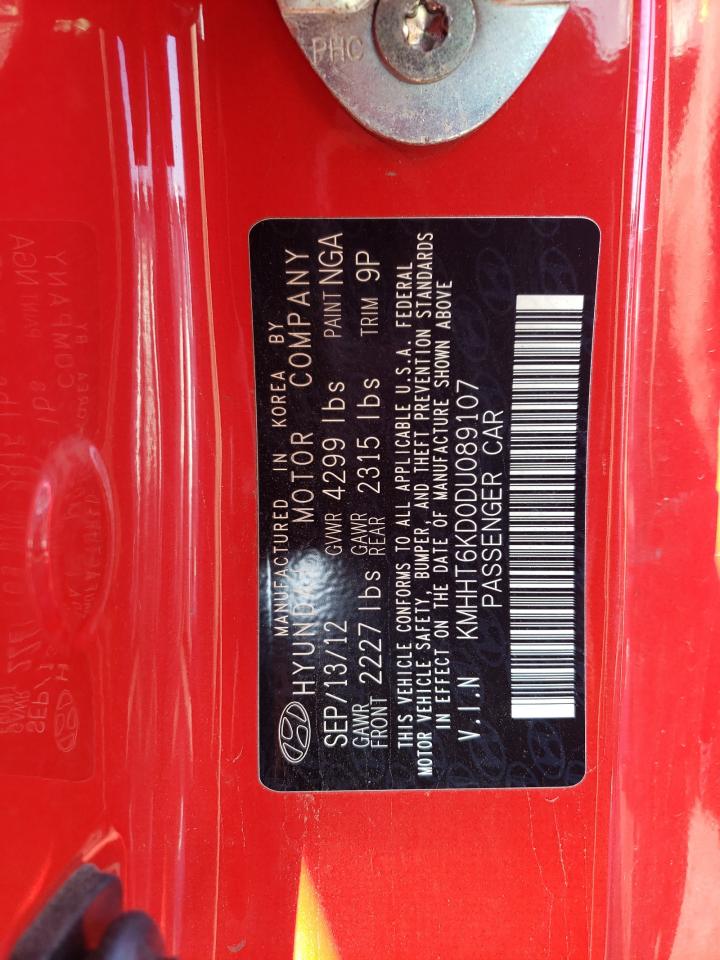 PHC
MANUFACTURED IN KOREA BY
HYUNDAI MOTOR COMPANY
SEP/13/12 GVWR 4299 lbs PAINT NGA
GAWR FRONT 2227 lbs GAWR REAR 2315 lbs TRIM 9P
THIS VEHICLE CONFORMS TO ALL APPLICABLE U.S.A. FEDERAL
MOTOR VEHICLE SAFETY, BUMPER, AND THEFT PREVENTION STANDARDS
IN EFFECT ON THE DATE OF MANUFACTURE SHOWN ABOVE
V.I.N KMHHT6KD0DU089107
PASSENGER CAR